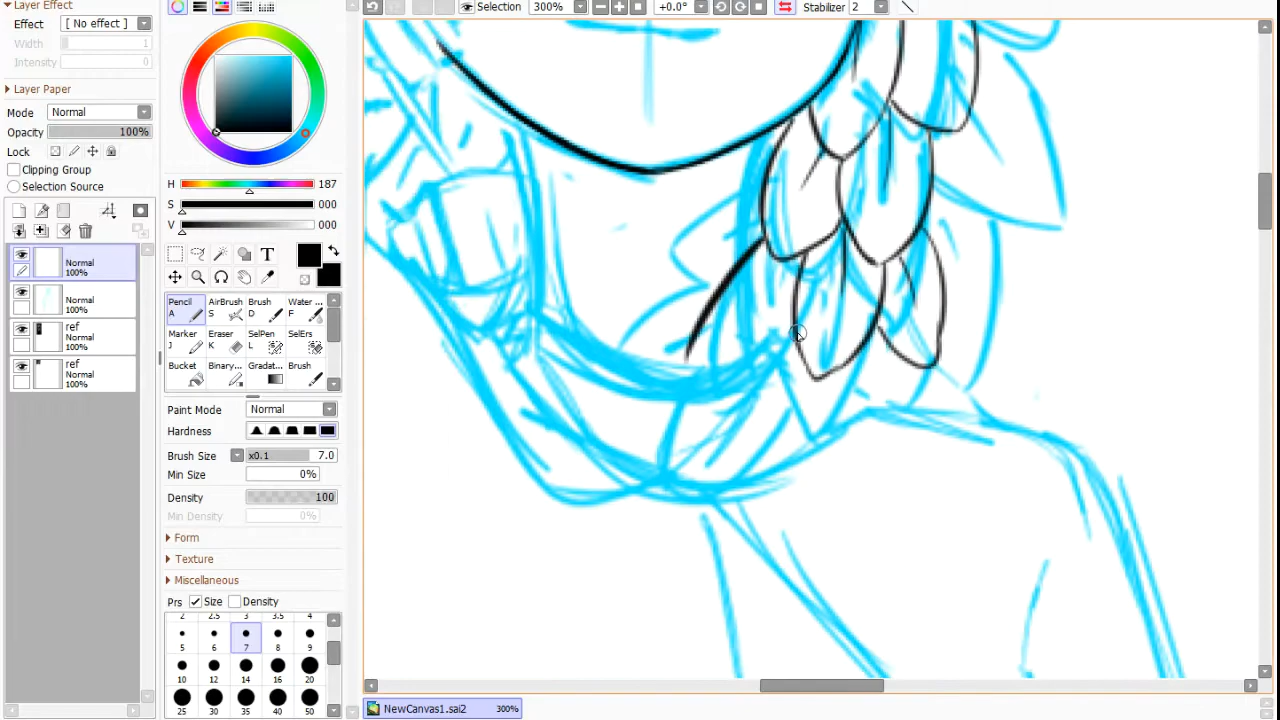 Layer Effect
Effect [ No effect ]
Width 1
Intensity 0
Layer Paper
Mode Normal
Opacity 100%
Lock
Clipping Group
Selection Source
Normal
100%
Normal
100%
ref
Normal
100%
ref
Normal
100%
H 187
S 000
V 000
T
Pencil AirBrush Brush Water ...
A S D F
Marker Eraser SelPen SelErs
J K L
Bucket Binary... Gradat... Brush
Paint Mode Normal
Hardness
Brush Size x0.1 7.0
Min Size 0%
Density 100
Min Density 0%
Form
Texture
Miscellaneous
Prs Size Density
2 2.5 3 3.5 4
5 6 7 8 9
10 12 14 16 20
25 30 35 40 50
Selection 300% +0.0° Stabilizer 2
NewCanvas1.sai2 300%